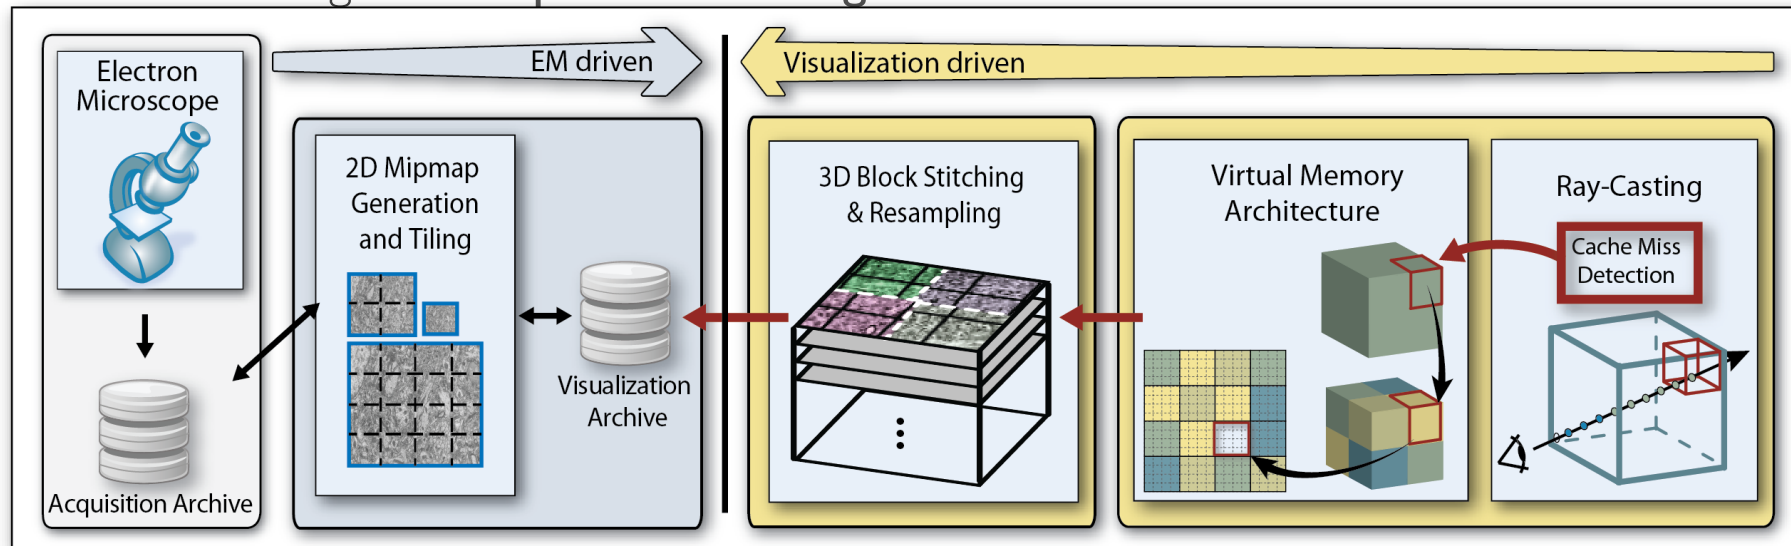 Electron
Microscope
Acquisition Archive
EM driven
2D Mipmap
Generation
and Tiling
Visualization
Archive
Visualization driven
3D Block Stitching
& Resampling
Virtual Memory
Architecture
Ray-Casting
Cache Miss
Detection